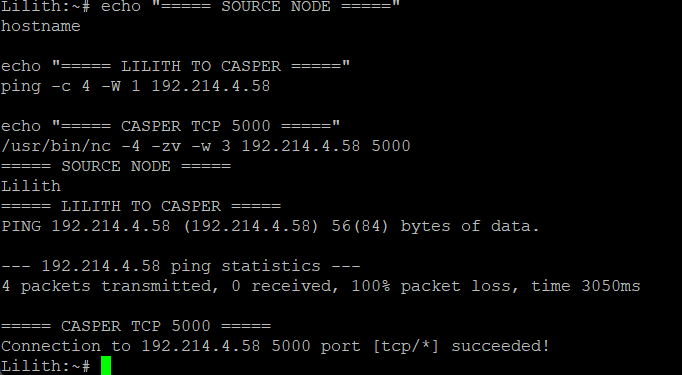 Lilith:~# echo "===== SOURCE NODE ====="
hostname
echo "===== LILITH TO CASPER ====="
ping -c 4 -W 1 192.214.4.58
echo "===== CASPER TCP 5000 ====="
/usr/bin/nc -4 -zv -w 3 192.214.4.58 5000
===== SOURCE NODE =====
Lilith
===== LILITH TO CASPER =====
PING 192.214.4.58 (192.214.4.58) 56(84) bytes of data.
--- 192.214.4.58 ping statistics ---
4 packets transmitted, 0 received, 100% packet loss, time 3050ms
===== CASPER TCP 5000 =====
Connection to 192.214.4.58 5000 port [tcp/*] succeeded!
Lilith:~#